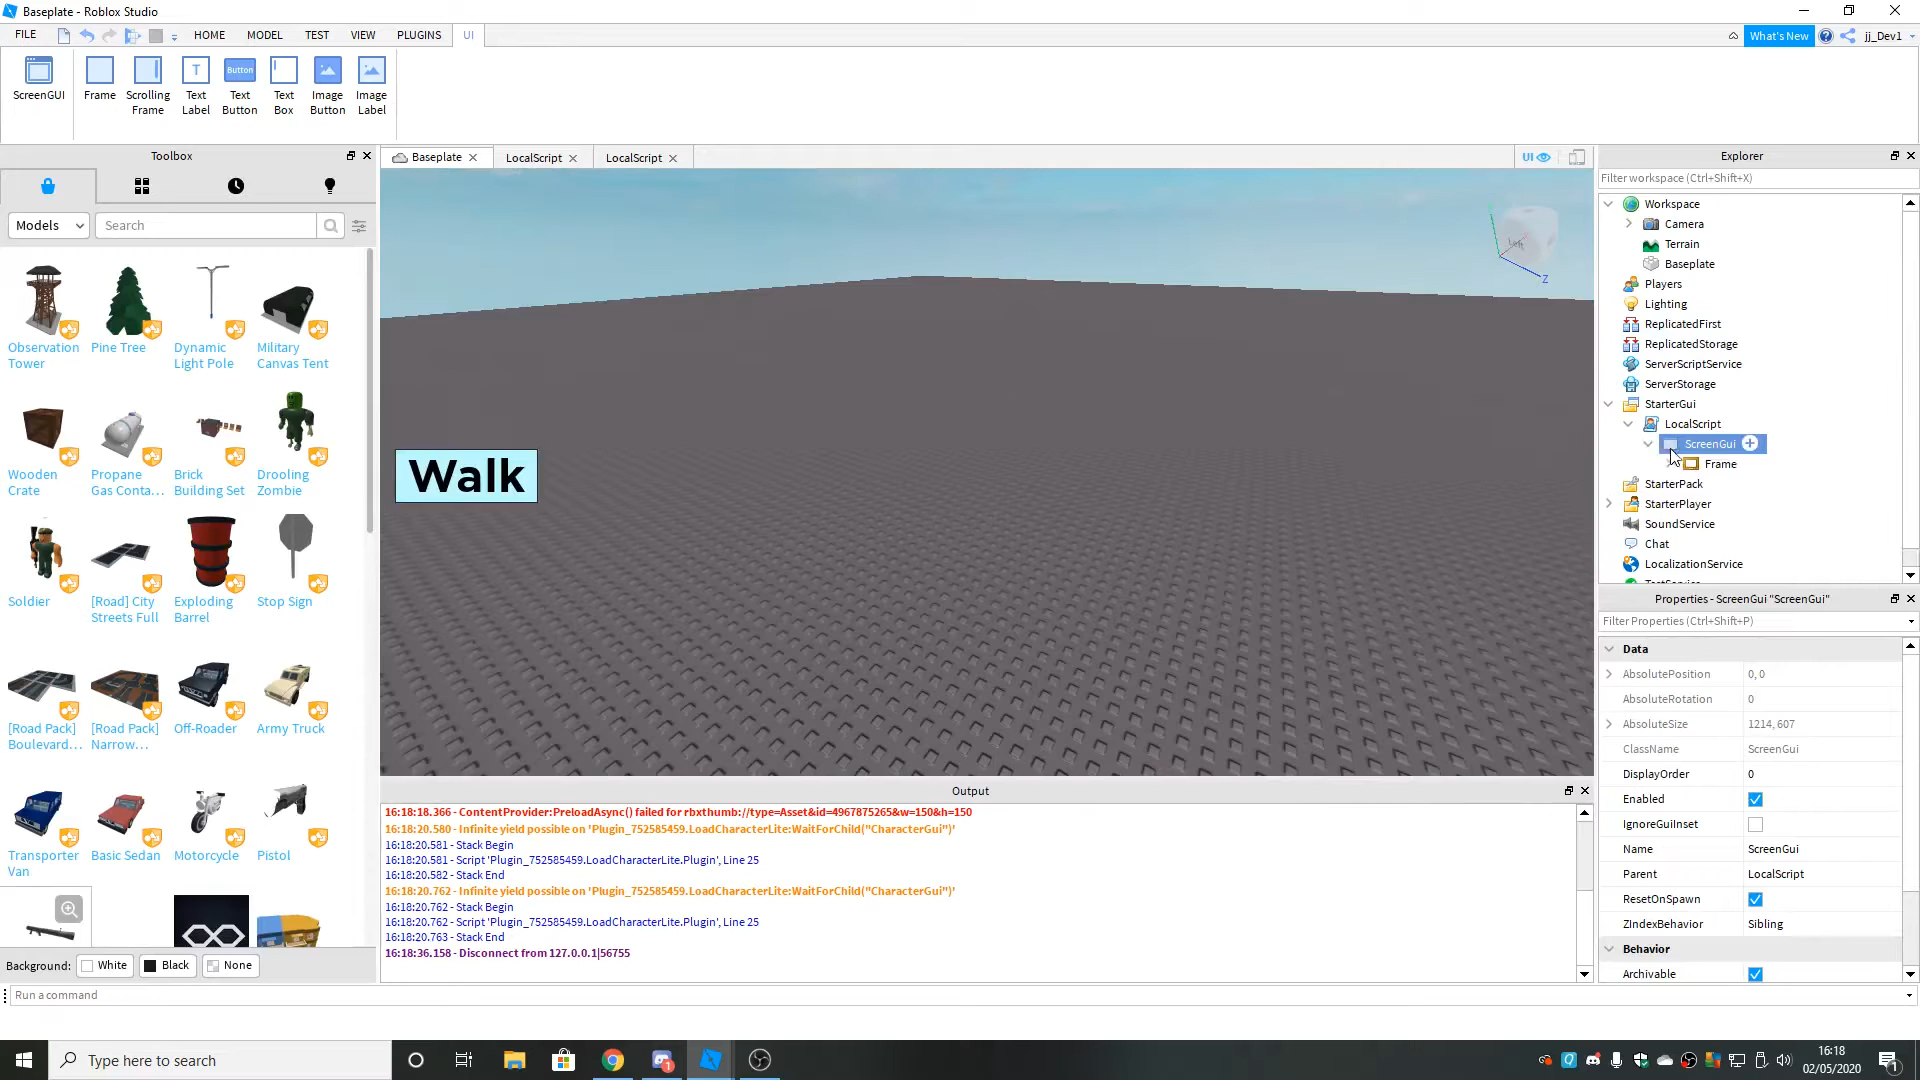 Baseplate - Roblox Studio
FILE HOME MODEL TEST VIEW PLUGINS UI What's New jj_Dev1
ScreenGUI
Frame
Scrolling
Frame
Text
Label
Button
Text
Button
Text
Box
Image
Button
Image
Label
Toolbox
Models Search
Observation
Tower
Pine Tree
Dynamic
Light Pole
Military
Canvas Tent
Wooden
Crate
Propane
Gas Conta...
Brick
Building Set
Drooling
Zombie
Soldier
[Road] City
Streets Full
Exploding
Barrel
Stop Sign
[Road Pack]
Boulevard...
[Road Pack]
Narrow...
Off-Roader
Army Truck
Transporter
Van
Basic Sedan
Motorcycle
Pistol
Background: White Black None
Baseplate LocalScript LocalScript UI
Walk
Z
Output
16:18:18.366 - ContentProvider:PreloadAsync() failed for rbxthumb://type=Asset&id=4967875265&w=150&h=150
16:18:20.580 - Infinite yield possible on 'Plugin_752585459.LoadCharacterLite:WaitForChild("CharacterGui")'
16:18:20.581 - Stack Begin
16:18:20.581 - Script 'Plugin_752585459.LoadCharacterLite.Plugin', Line 25
16:18:20.582 - Stack End
16:18:20.762 - Infinite yield possible on 'Plugin_752585459.LoadCharacterLite:WaitForChild("CharacterGui")'
16:18:20.762 - Stack Begin
16:18:20.762 - Script 'Plugin_752585459.LoadCharacterLite.Plugin', Line 25
16:18:20.763 - Stack End
16:18:36.158 - Disconnect from 127.0.0.1|56755
Explorer
Filter workspace (Ctrl+Shift+X)
Workspace
Camera
Terrain
Baseplate
Players
Lighting
ReplicatedFirst
ReplicatedStorage
ServerScriptService
ServerStorage
StarterGui
LocalScript
ScreenGui
Frame
StarterPack
StarterPlayer
SoundService
Chat
LocalizationService
TestService
Properties - ScreenGui "ScreenGui"
Filter Properties (Ctrl+Shift+P)
Data
AbsolutePosition 0, 0
AbsoluteRotation 0
AbsoluteSize 1214, 607
ClassName ScreenGui
DisplayOrder 0
Enabled
IgnoreGuiInset
Name ScreenGui
Parent LocalScript
ResetOnSpawn
ZIndexBehavior Sibling
Behavior
Archivable
Run a command
Type here to search
16:18
02/05/2020